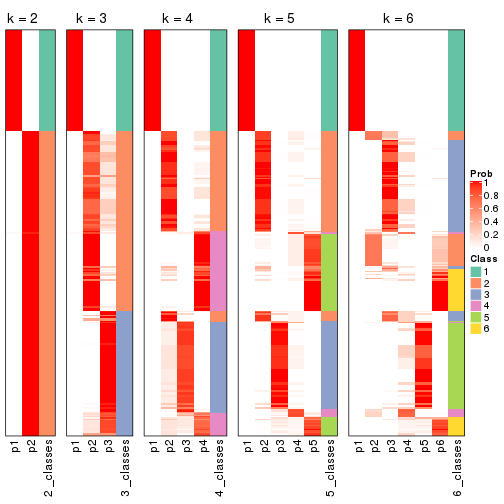 k = 2
k = 3
k = 4
k = 5
k = 6
Prob
1
0.8
0.6
0.4
0.2
0
Class
1
2
3
4
5
6
p1
p2
2_classes
p1
p2
p3
3_classes
p1
p2
p3
p4
4_classes
p1
p2
p3
p4
p5
5_classes
p1
p2
p3
p4
p5
p6
6_classes